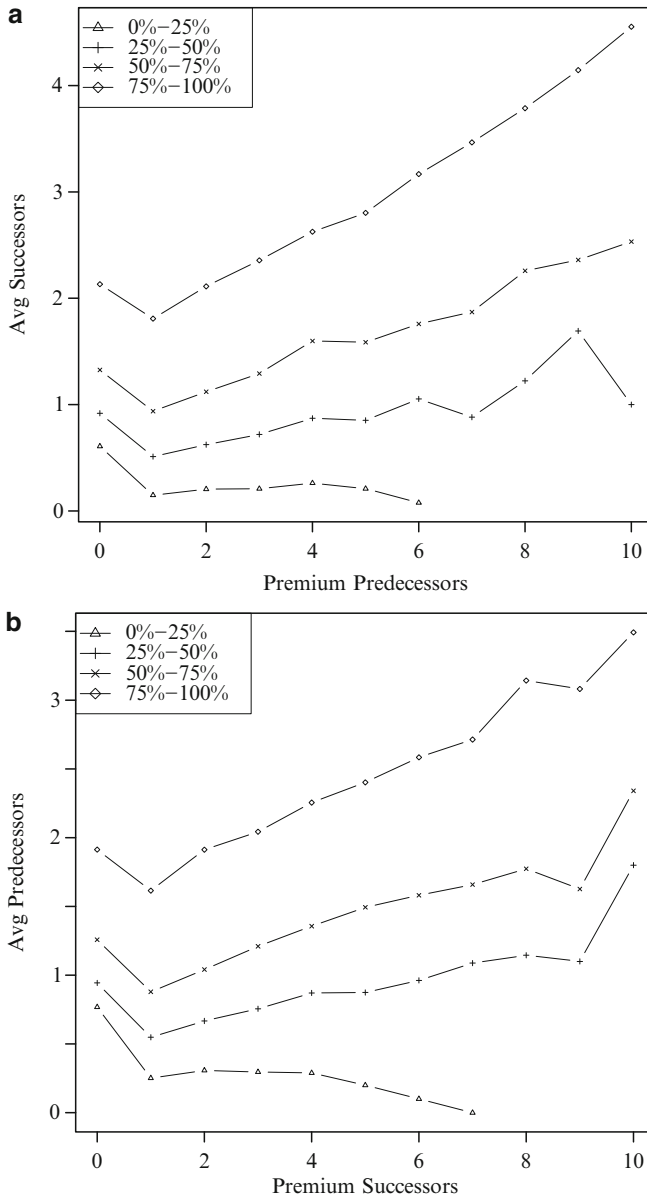 a
0%−25%
25%−50%
50%−75%
75%−100%
Avg Successors
4
3
2
1
0
0 2 4 6 8 10
Premium Predecessors
b
0%−25%
25%−50%
50%−75%
75%−100%
Avg Predecessors
3
2
1
0
0 2 4 6 8 10
Premium Successors